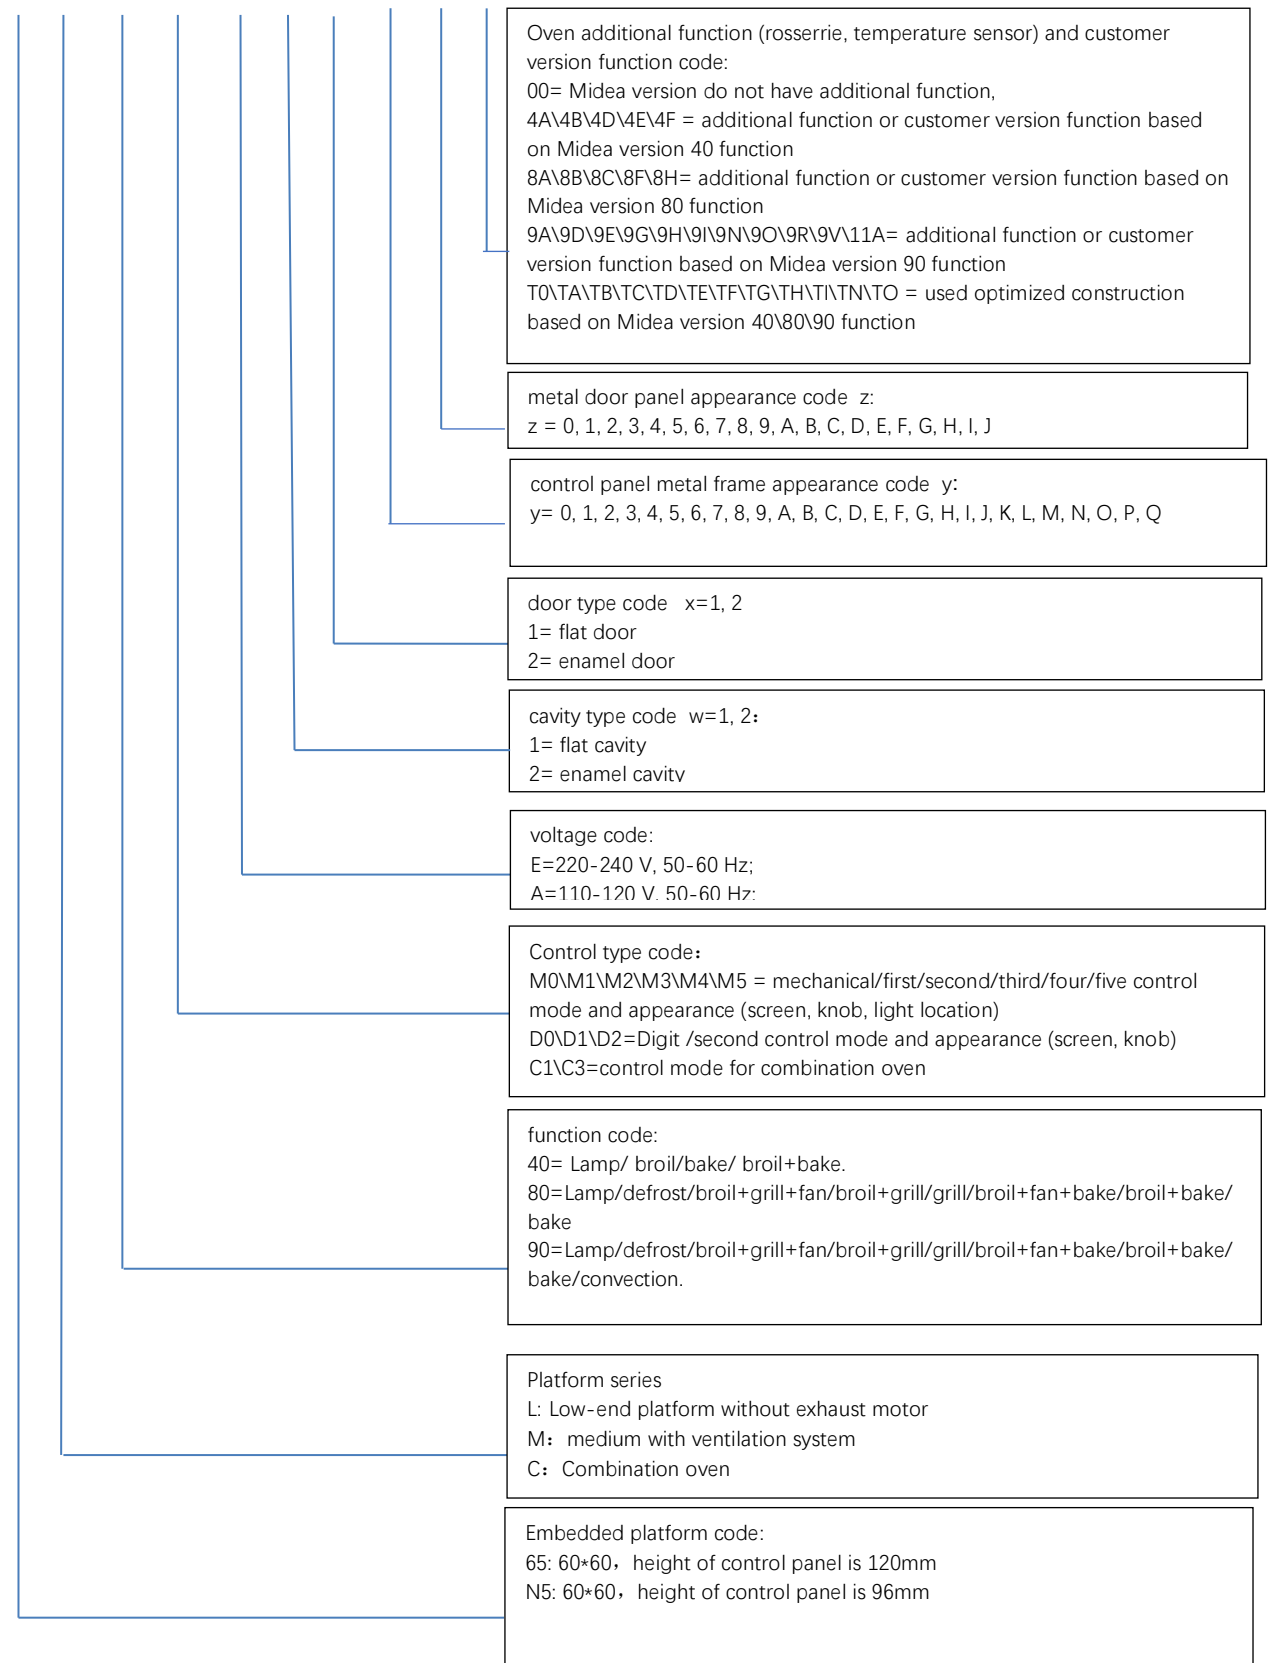 Oven additional function (rosserrie, temperature sensor) and customer
version function code:
00= Midea version do not have additional function,
4A\4B\4D\4E\4F = additional function or customer version function based
on Midea version 40 function
8A\8B\8C\8F\8H= additional function or customer version function based on
Midea version 80 function
9A\9D\9E\9G\9H\9I\9N\9O\9R\9V\11A= additional function or customer
version function based on Midea version 90 function
T0\TA\TB\TC\TD\TE\TF\TG\TH\TI\TN\TO = used optimized construction
based on Midea version 40\80\90 function
metal door panel appearance code  z:
z = 0, 1, 2, 3, 4, 5, 6, 7, 8, 9, A, B, C, D, E, F, G, H, I, J
control panel metal frame appearance code  y:
y= 0, 1, 2, 3, 4, 5, 6, 7, 8, 9, A, B, C, D, E, F, G, H, I, J, K, L, M, N, O, P, Q
door type code   x=1, 2
1= flat door
2= enamel door
cavity type code  w=1, 2：
1= flat cavity
2= enamel cavity
voltage code:
E=220-240 V, 50-60 Hz;
A=110-120 V, 50-60 Hz;
Control type code：
M0\M1\M2\M3\M4\M5 = mechanical/first/second/third/four/five control
mode and appearance (screen, knob, light location)
D0\D1\D2=Digit /second control mode and appearance (screen, knob)
C1\C3=control mode for combination oven
function code:
40= Lamp/ broil/bake/ broil+bake.
80=Lamp/defrost/broil+grill+fan/broil+grill/grill/broil+fan+bake/broil+bake/
bake
90=Lamp/defrost/broil+grill+fan/broil+grill/grill/broil+fan+bake/broil+bake/
bake/convection.
Platform series
L: Low-end platform without exhaust motor
M：medium with ventilation system
C：Combination oven
Embedded platform code:
65: 60*60，height of control panel is 120mm
N5: 60*60，height of control panel is 96mm